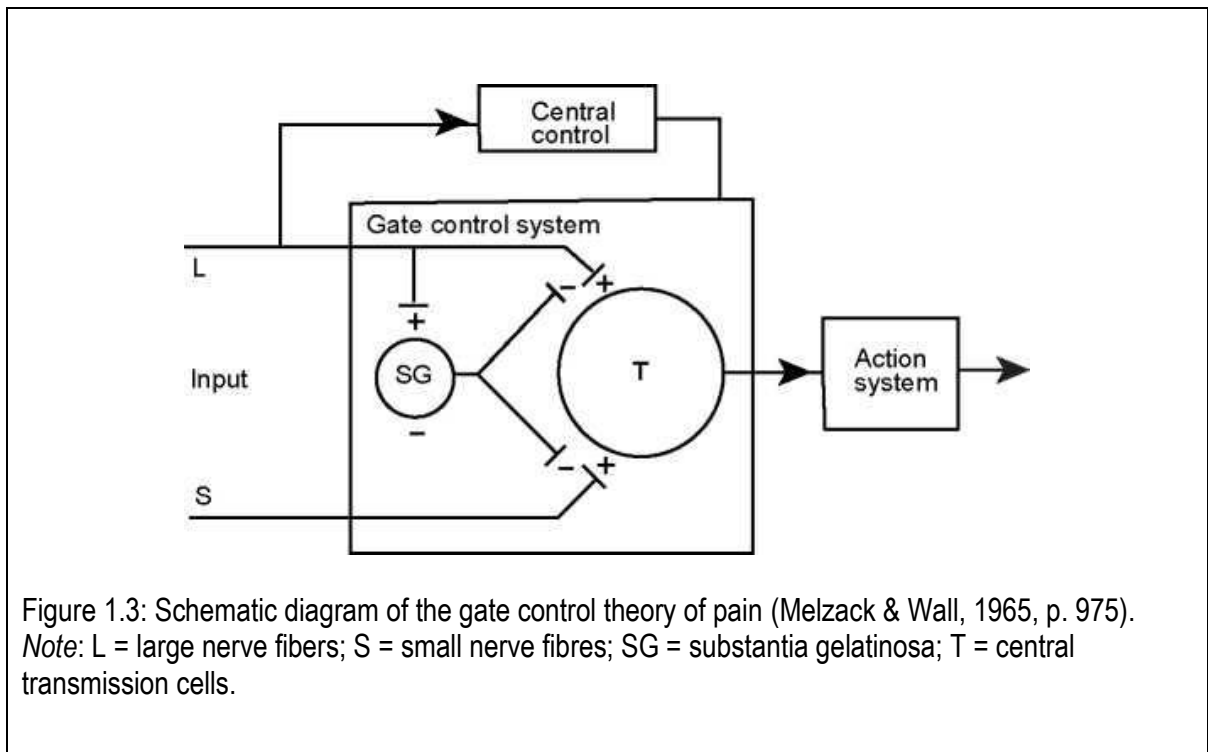 Central
control
Gate control system
L
+
-
+
SG
-
Input
T
Action
system
-
+
S
Figure 1.3: Schematic diagram of the gate control theory of pain (Melzack & Wall, 1965, p. 975).
Note: L = large nerve fibers; S = small nerve fibres; SG = substantia gelatinosa; T = central
transmission cells.